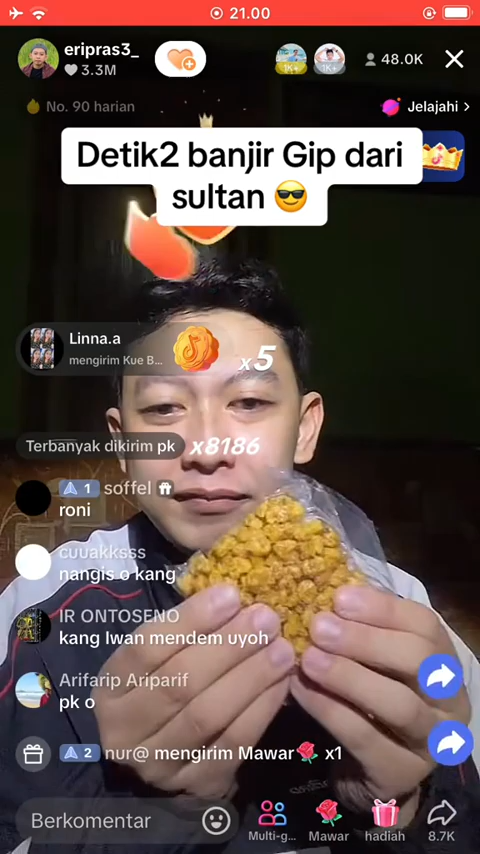 21.00
eripras3_
3.3M
1K+
1K+
48.0K
No. 90 harian
Jelajahi >
Detik2 banjir Gip dari
sultan 😎
Linna.a
mengirim Kue B... x5
Terbanyak dikirim pk x8186
1 soffel
roni
cuuakksss
nangis o kang
IR ONTOSENO
kang Iwan mendem uyoh
Arifarip Ariparif
pk o
2 nur@ mengirim Mawar🌹 x1
Berkomentar
Multi-g...
Mawar
hadiah
8.7K